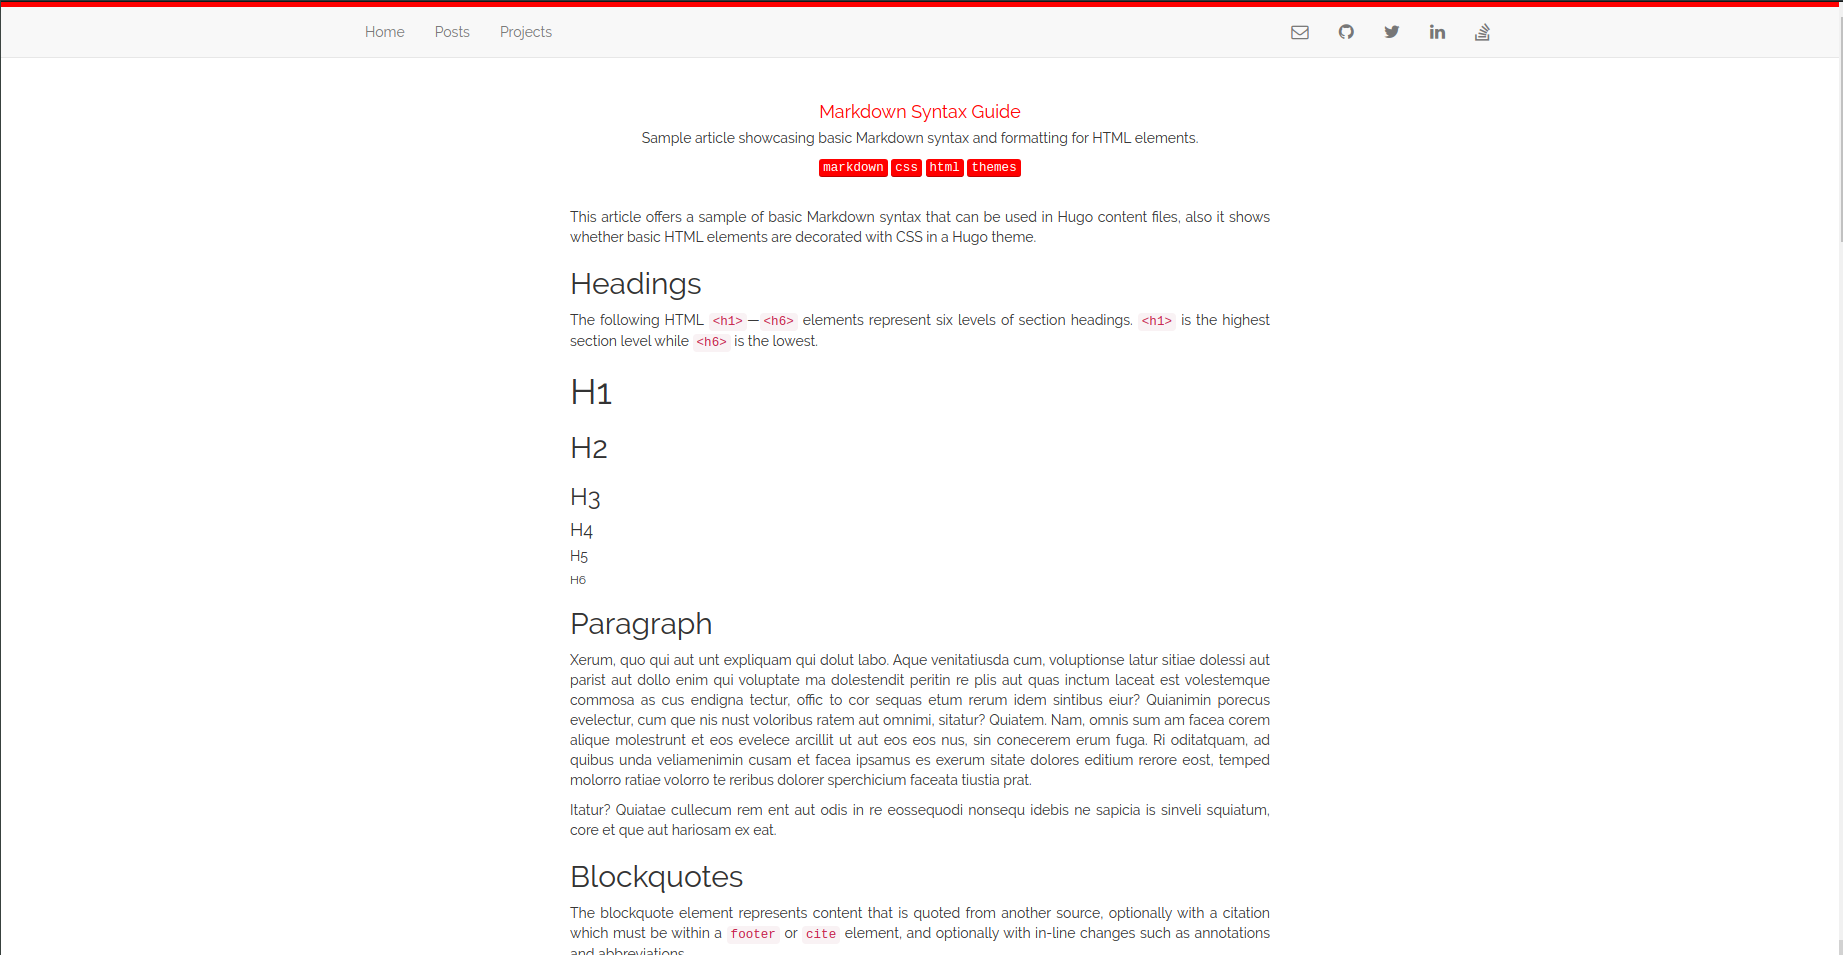 Home Posts Projects
Markdown Syntax Guide
Sample article showcasing basic Markdown syntax and formatting for HTML elements.
markdown css html themes
This article offers a sample of basic Markdown syntax that can be used in Hugo content files, also it shows
whether basic HTML elements are decorated with CSS in a Hugo theme.
Headings
The following HTML <h1>—<h6> elements represent six levels of section headings. <h1> is the highest
section level while <h6> is the lowest.
H1
H2
H3
H4
H5
H6
Paragraph
Xerum, quo qui aut unt expliquam qui dolut labo. Aque venitatiusda cum, voluptionse latur sitiae dolessi aut
parist aut dollo enim qui voluptate ma dolestendit peritin re plis aut quas inctum laceat est volestemque
commosa as cus endigna tectur, offic to cor sequas etum rerum idem sintibus eiur? Quianimin porecus
evelectur, cum que nis nust voloribus ratem aut omnimi, sitatur? Quiatem. Nam, omnis sum am facea corem
alique molestrunt et eos evelece arcillit ut aut eos eos nus, sin conecerem erum fuga. Ri oditatquam, ad
quibus unda veliamenimin cusam et facea ipsamus es exerum sitate dolores editium rerore eost, temped
molorro ratiae volorro te reribus dolorer sperchicium faceata tiustia prat.
Itatur? Quiatae cullecum rem ent aut odis in re eossequodi nonsequ idebis ne sapicia is sinveli squiatum,
core et que aut hariosam ex eat.
Blockquotes
The blockquote element represents content that is quoted from another source, optionally with a citation
which must be within a footer or cite element, and optionally with in-line changes such as annotations
and abbreviations.